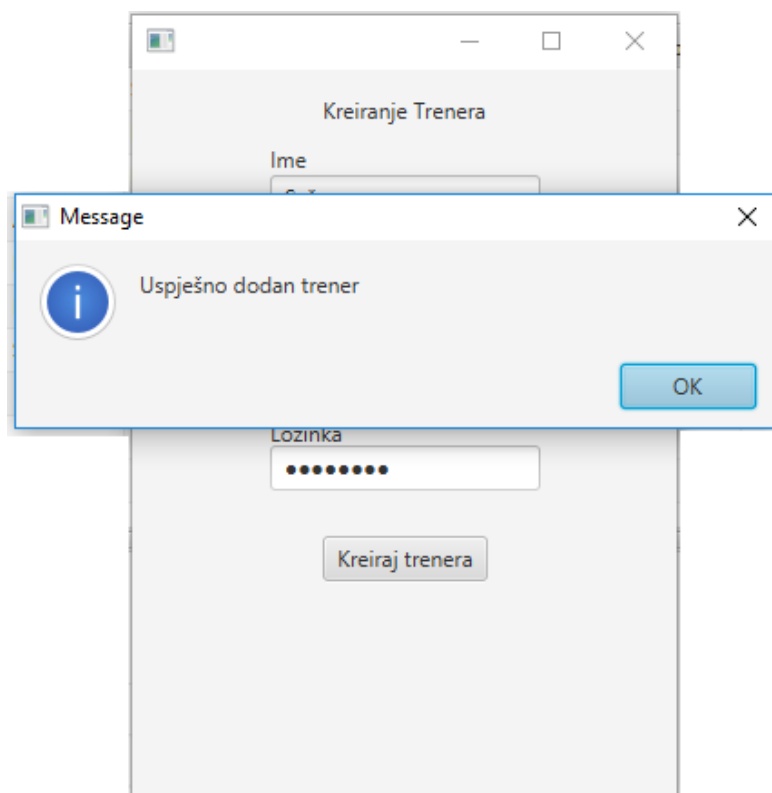 Kreiranje Trenera
Ime
Message
Uspješno dodan trener
OK
Lozinka
Kreiraj trenera